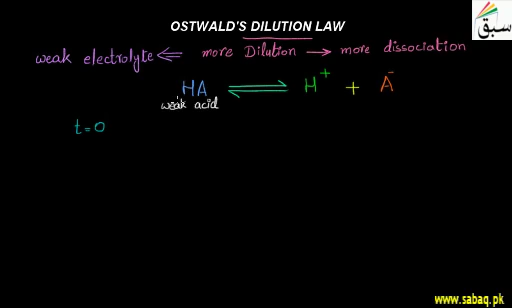 OSTWALD'S DILUTION LAW
weak electrolyte ⇐ more Dilution → more dissociation
HA ⇌ H⁺ + A⁻
weak acid
t = 0
سبق
www.sabaq.pk